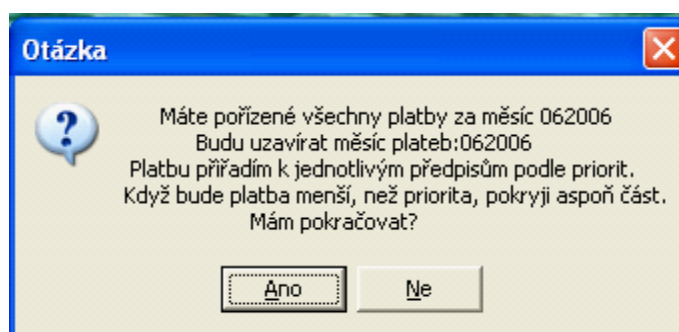 Otázka
Máte pořízené všechny platby za měsíc 062006
Budu uzavírat měsíc plateb:062006
Platbu přiřadím k jednotlivým předpisům podle priorit.
Když bude platba menší, než priorita, pokryji aspoň část.
Mám pokračovat?
Ano
Ne